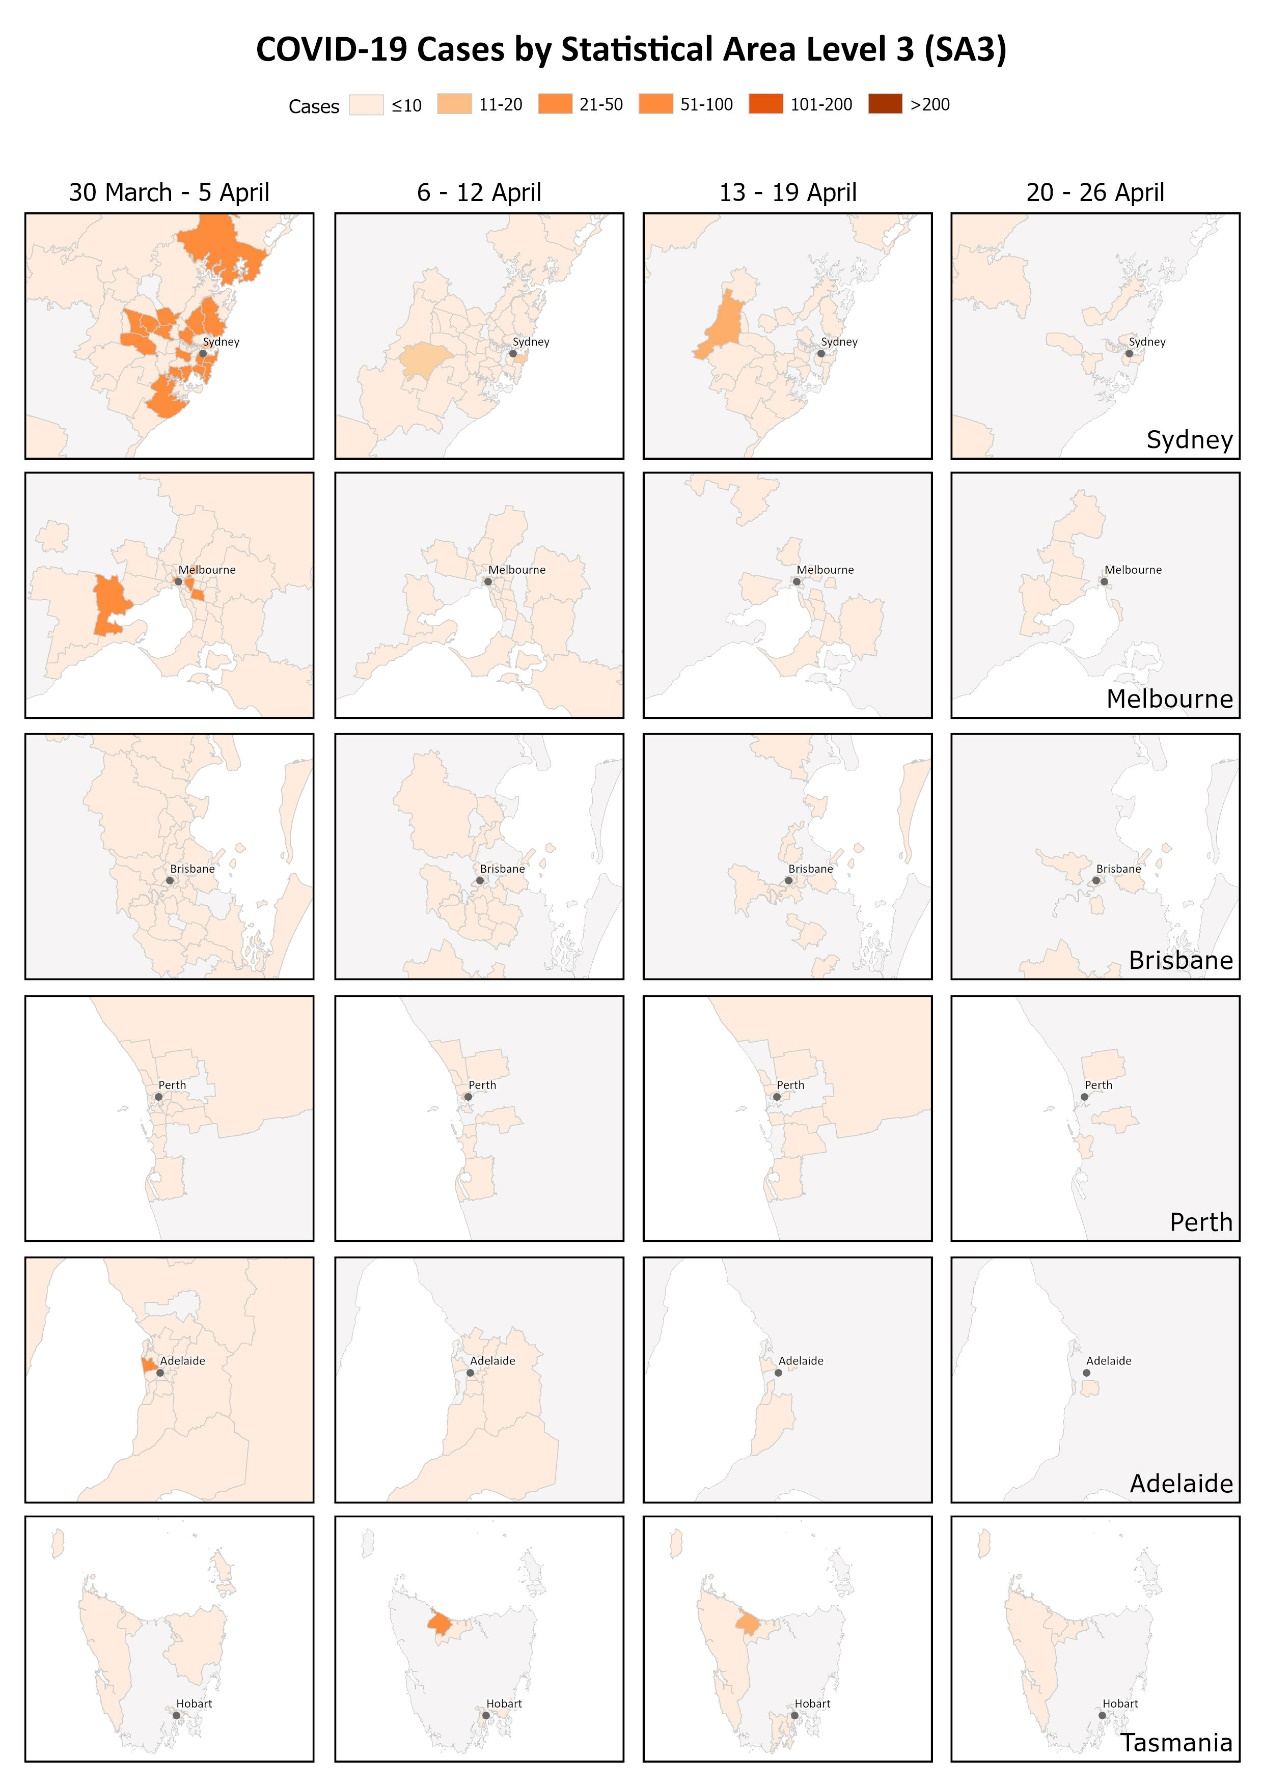 COVID-19 Cases by Statistical Area Level 3 (SA3)
Cases ≤10 11-20 21-50 51-100 101-200 >200
30 March - 5 April 6 - 12 April 13 - 19 April 20 - 26 April
Sydney Sydney Sydney Sydney
Sydney
Melbourne Melbourne Melbourne Melbourne
Melbourne
Brisbane Brisbane Brisbane Brisbane
Brisbane
Perth Perth Perth Perth
Perth
Adelaide Adelaide Adelaide Adelaide
Adelaide
Hobart Hobart Hobart Hobart
Tasmania